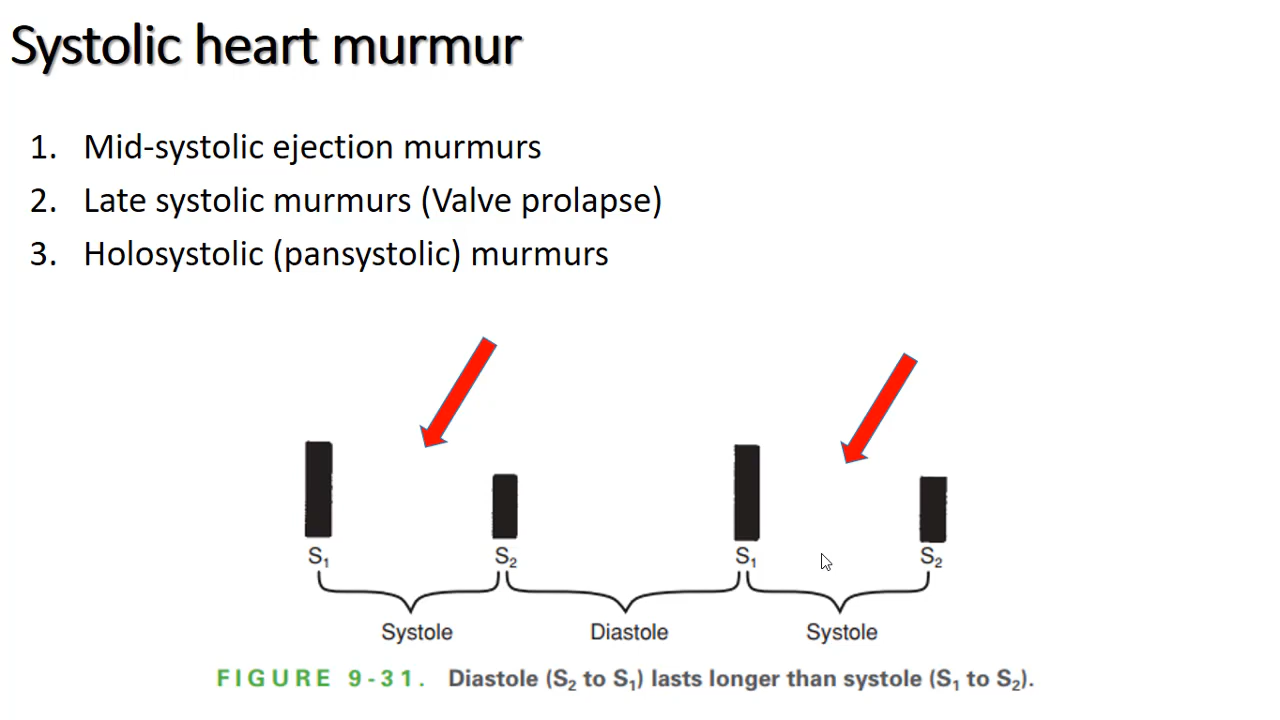 Systolic heart murmur
1. Mid-systolic ejection murmurs
2. Late systolic murmurs (Valve prolapse)
3. Holosystolic (pansystolic) murmurs
S₁ S₂ S₁ S₂
Systole Diastole Systole
FIGURE 9-31. Diastole (S₂ to S₁) lasts longer than systole (S₁ to S₂).